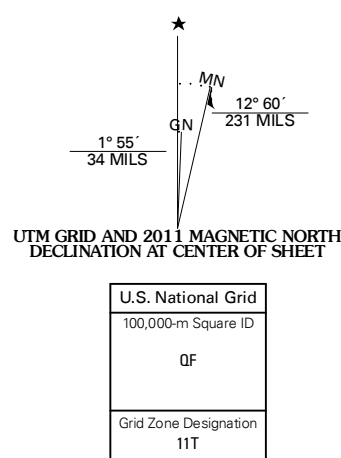 MN
12° 60´
231 MILS
GN
1° 55´
34 MILS
UTM GRID AND 2011 MAGNETIC NORTH
DECLINATION AT CENTER OF SHEET
U.S. National Grid
100,000-m Square ID
QF
Grid Zone Designation
11T